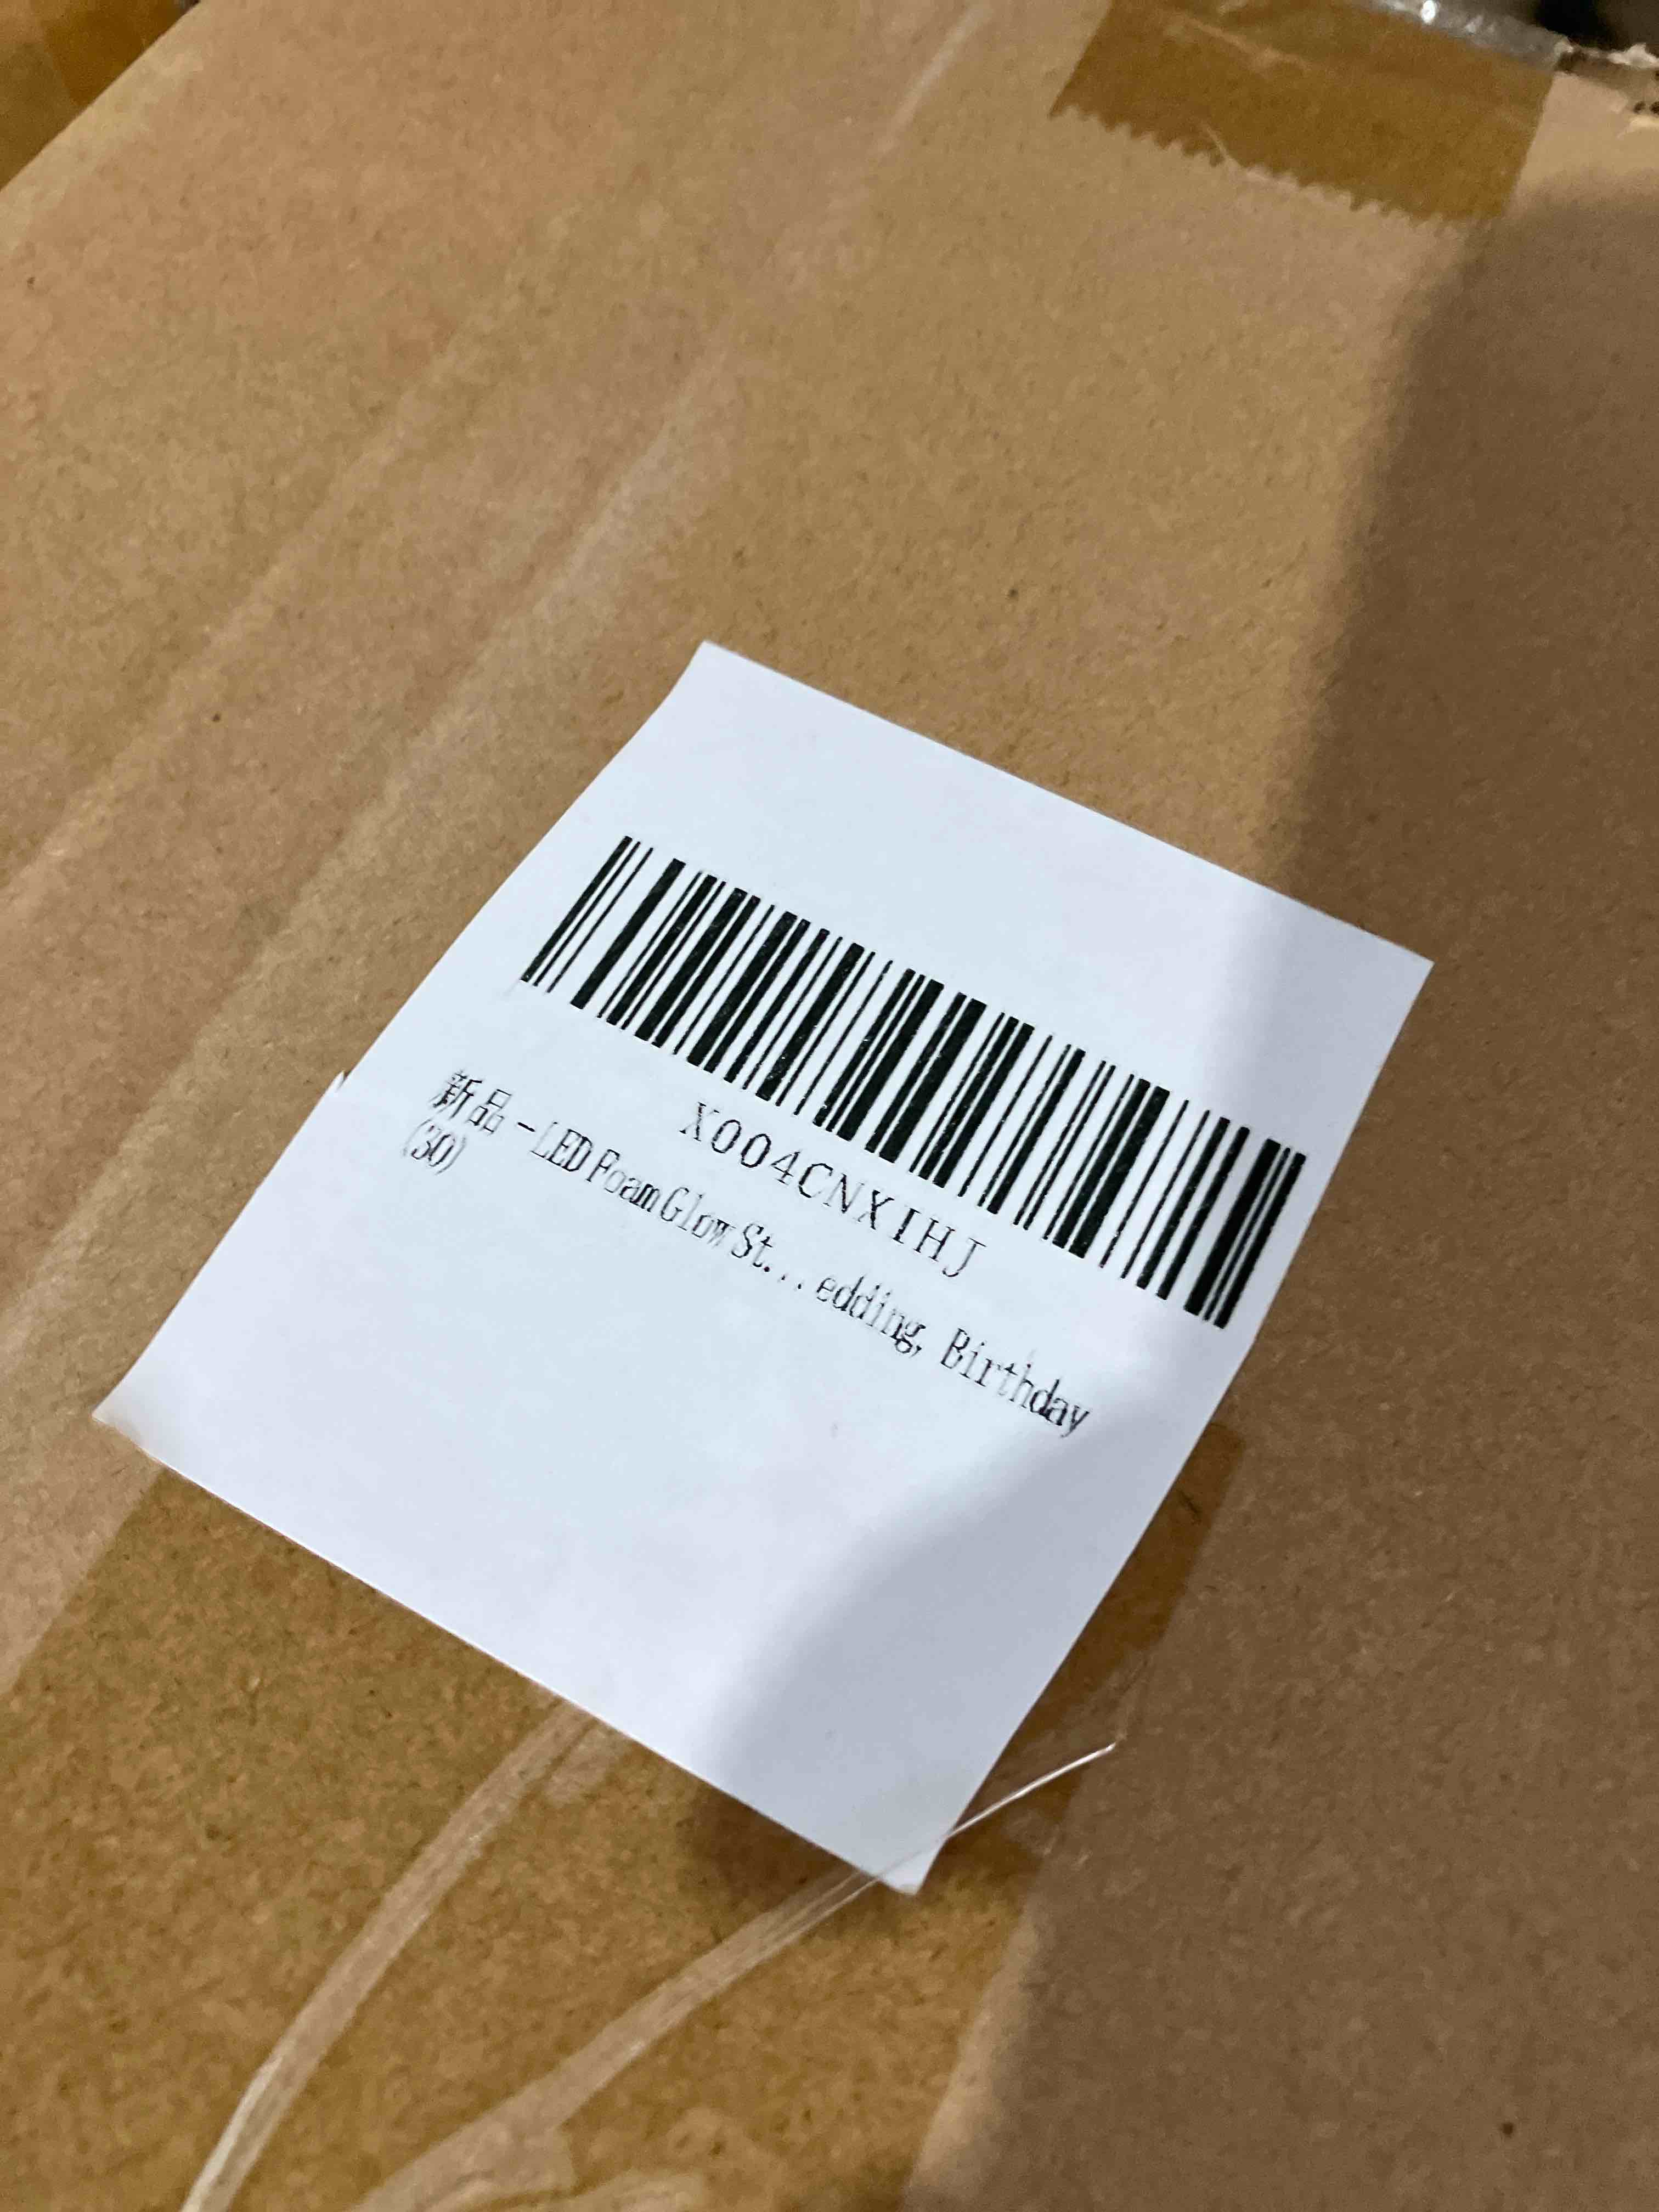 X004CNXIHJ
新品 -LED Foam Glow St...edding, Birthday
(30)